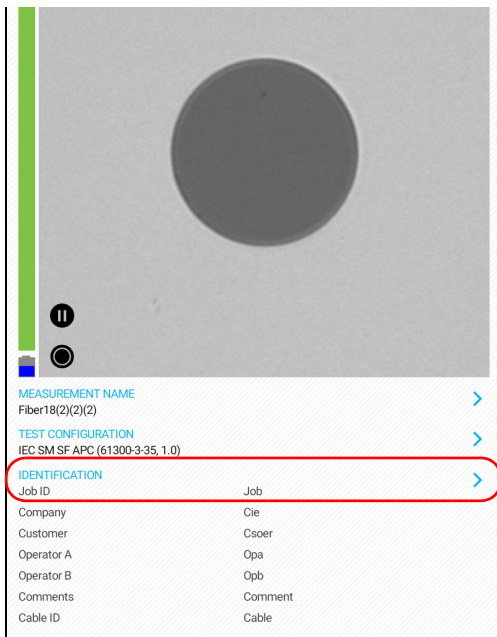 MEASUREMENT NAME
Fiber18(2)(2)(2)
TEST CONFIGURATION
IEC SM SF APC (61300-3-35, 1.0)
IDENTIFICATION
Job ID Job
Company Cie
Customer Csoer
Operator A Opa
Operator B Opb
Comments Comment
Cable ID Cable